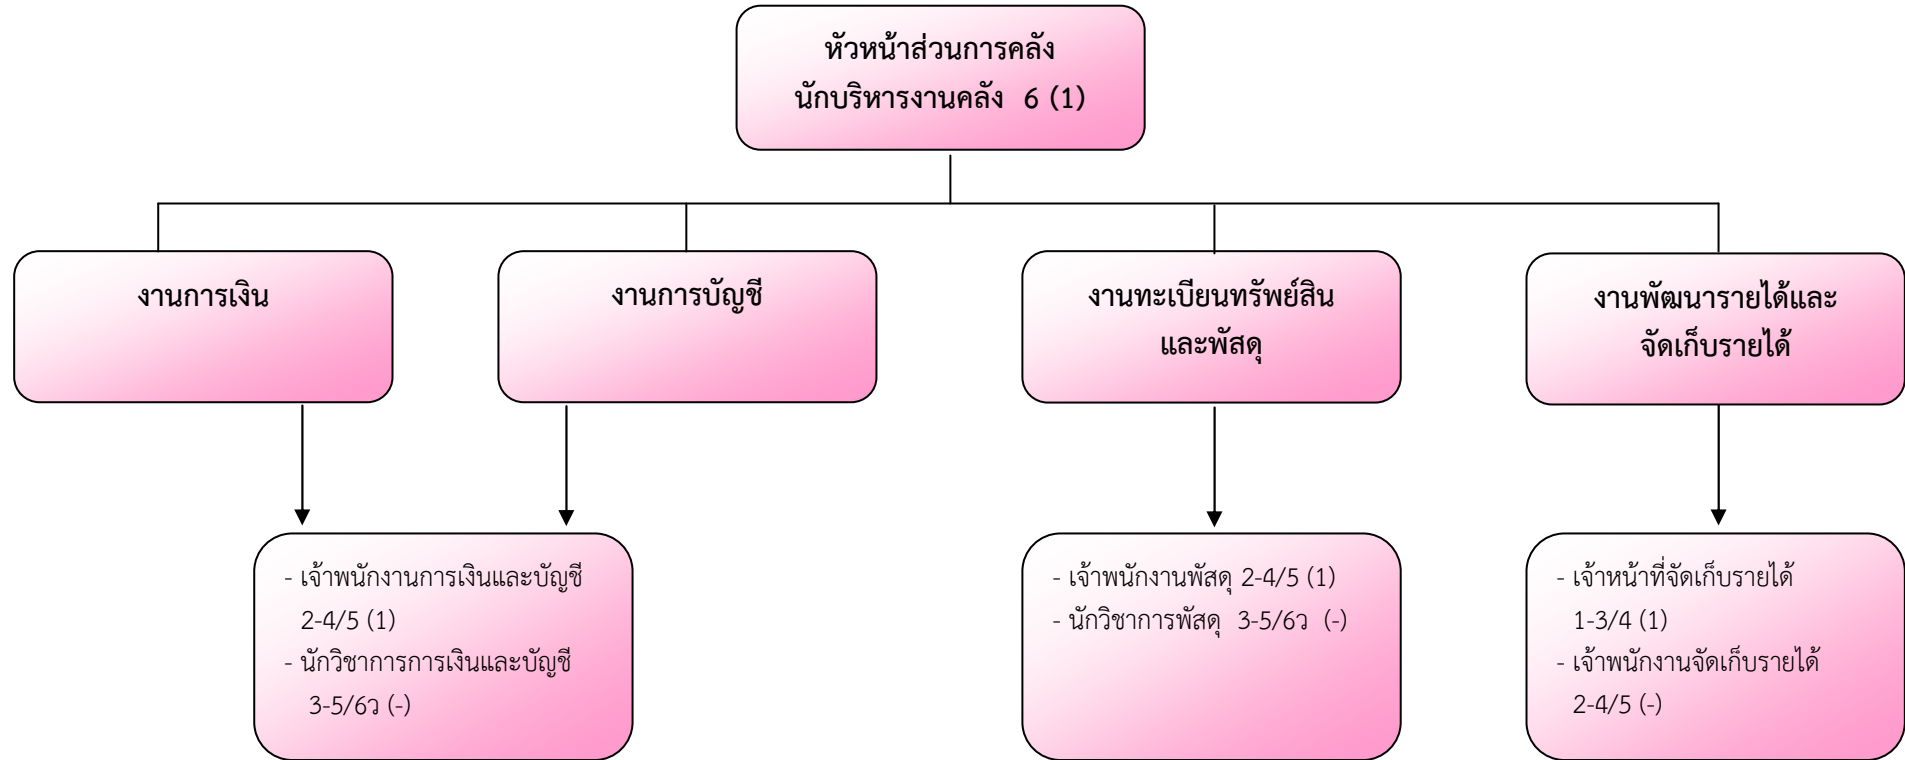 หัวหน้าส่วนการคลัง
นักบริหารงานคลัง 6 (1)
งานการเงิน
งานการบัญชี
งานทะเบียนทรัพย์สิน
และพัสดุ
งานพัฒนารายได้และ
จัดเก็บรายได้
- เจ้าพนักงานการเงินและบัญชี
2-4/5 (1)
- นักวิชาการการเงินและบัญชี
3-5/6ว (-)
- เจ้าพนักงานพัสดุ 2-4/5 (1)
- นักวิชาการพัสดุ 3-5/6ว (-)
- เจ้าหน้าที่จัดเก็บรายได้
1-3/4 (1)
- เจ้าพนักงานจัดเก็บรายได้
2-4/5 (-)